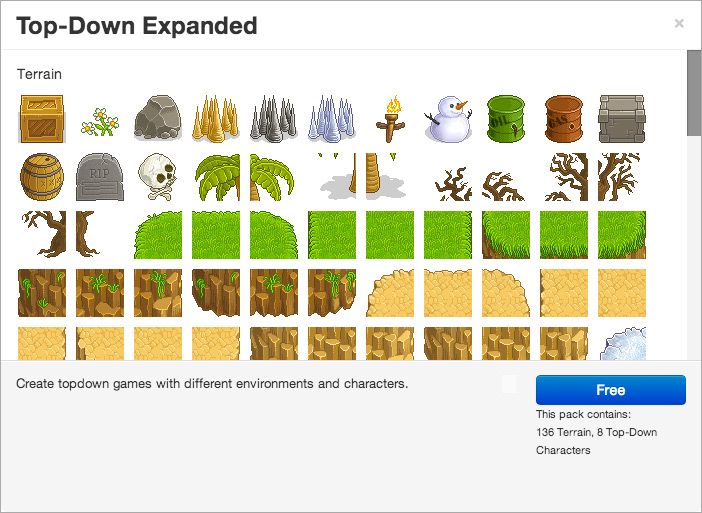 Top-Down Expanded
×
Terrain
OIL
GAS
RIP
Create topdown games with different environments and characters.
Free
This pack contains:
136 Terrain, 8 Top-Down
Characters